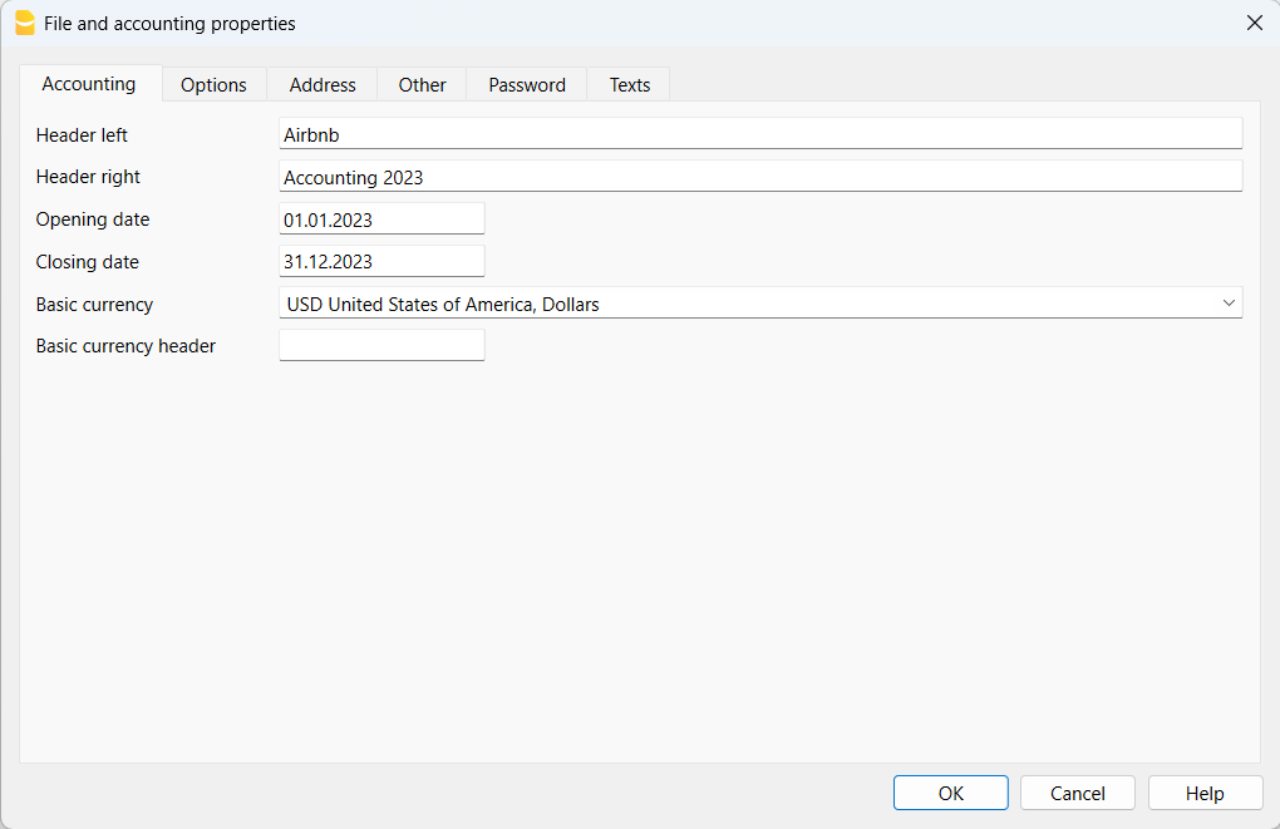 File and accounting properties
Accounting Options Address Other Password Texts
Header left Airbnb
Header right Accounting 2023
Opening date 01.01.2023
Closing date 31.12.2023
Basic currency USD United States of America, Dollars
Basic currency header
OK Cancel Help